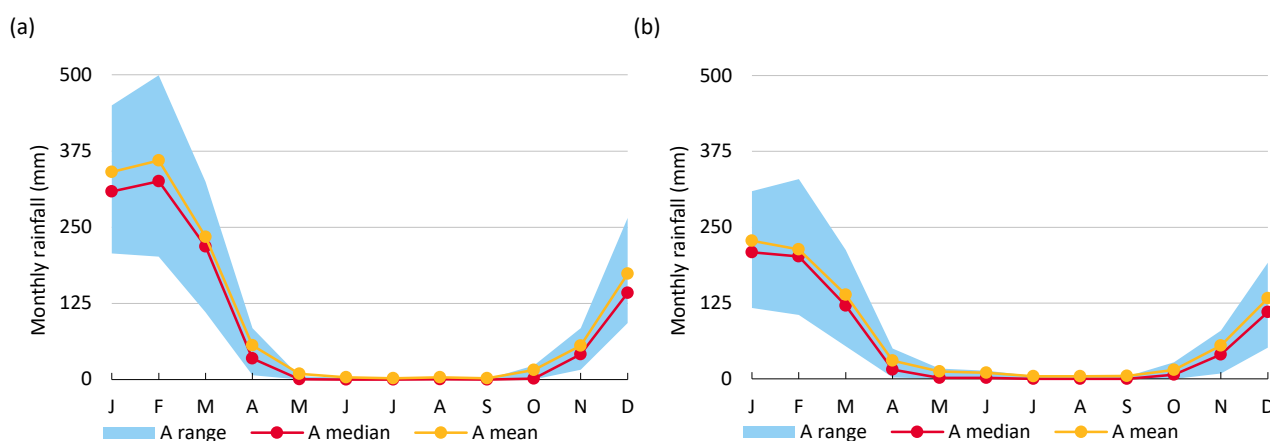 (a)
(b)
Monthly rainfall (mm)
500
375
250
125
0
J F M A M J J A S O N D
A range A median A mean
Monthly rainfall (mm)
500
375
250
125
0
J F M A M J J A S O N D
A range A median A mean